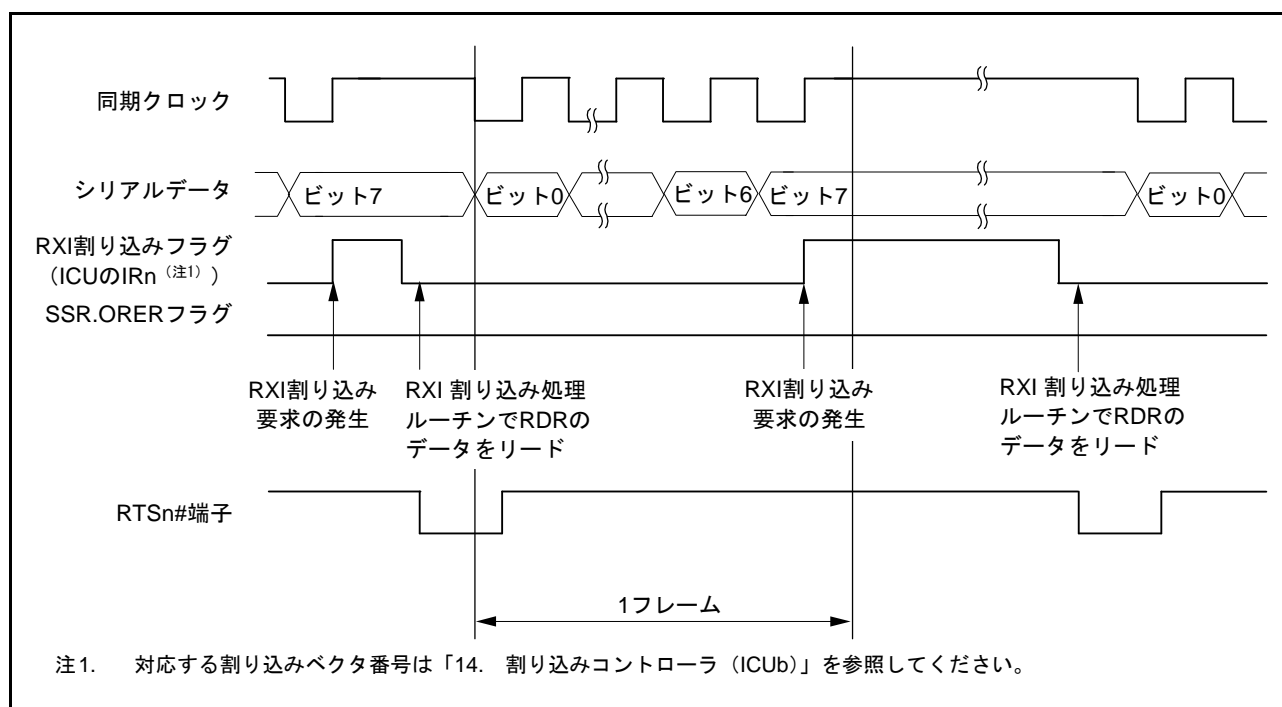 同期クロック
シリアルデータ
ビット7
ビット0
ビット6
ビット7
ビット0
RXI割り込みフラグ
(ICUのIRn(注1))
SSR.ORERフラグ
RXI割り込み
要求の発生
RXI 割り込み処理
ルーチンでRDRの
データをリード
RXI割り込み
要求の発生
RXI 割り込み処理
ルーチンでRDRの
データをリード
RTSn#端子
1フレーム
注1. 対応する割り込みベクタ番号は「14. 割り込みコントローラ (ICUb)」を参照してください。